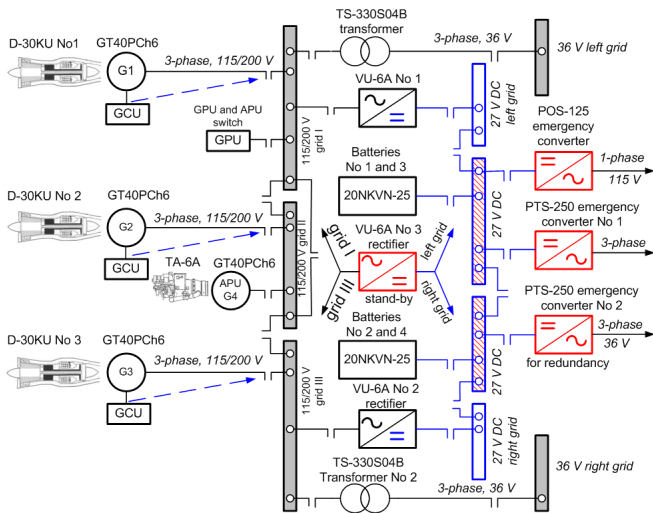 TS-330S04B
transformer
3-phase, 36 V
36 V left grid
D-30KU No1
GT40PCh6
G1
3-phase, 115/200 V
GCU
VU-6A No 1
27 V DC
left grid
GPU and APU
switch
GPU
115/200 V
grid I
POS-125
emergency
converter
1-phase
115 V
Batteries
No 1 and 3
20NKVN-25
27 V DC
D-30KU No 2
GT40PCh6
G2
3-phase, 115/200 V
GCU
115/200 V grid II
PTS-250 emergency
converter No 1
3-phase
VU-6A No 3
rectifier
stand-by
grid I
grid III
left grid
right grid
TA-6A
GT40PCh6
APU
G4
PTS-250 emergency
converter No 2
3-phase
36 V
for redundancy
Batteries
No 2 and 4
20NKVN-25
27 V DC
D-30KU No 3
GT40PCh6
G3
3-phase, 115/200 V
GCU
115/200 V
grid III
VU-6A No 2
rectifier
27 V DC
right grid
TS-330S04B
Transformer No 2
3-phase, 36 V
36 V right grid